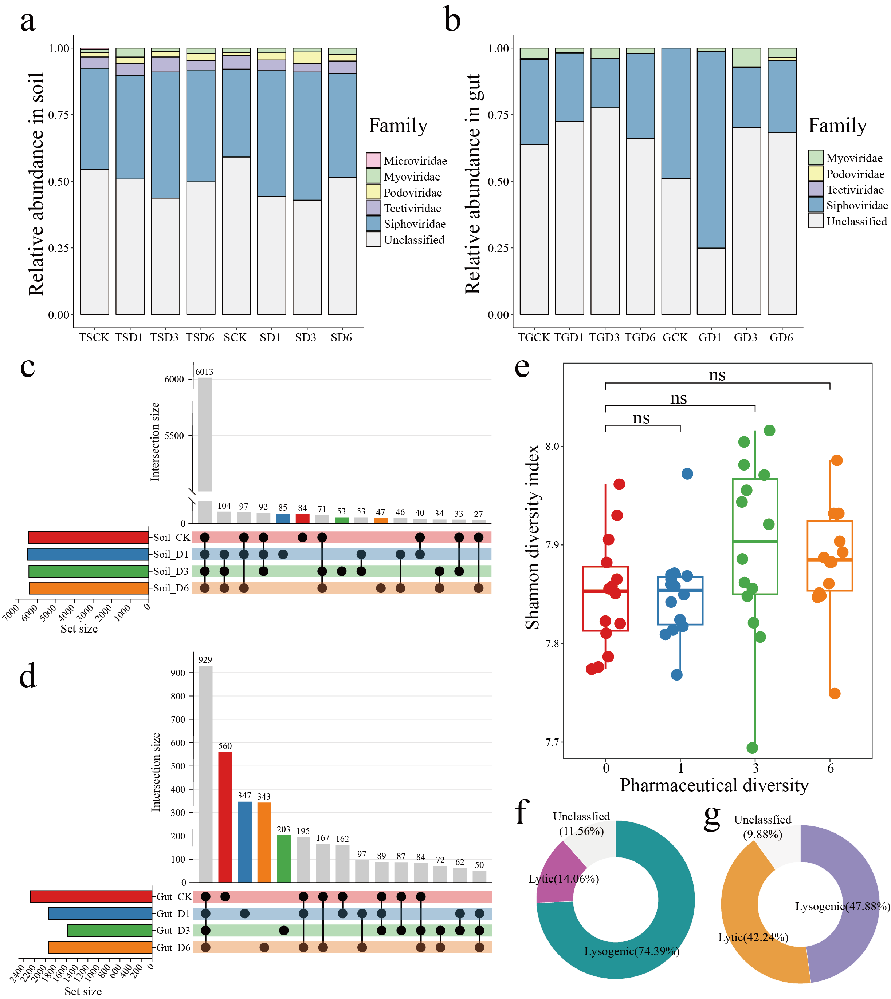 a
Relative abundance in soil
1.00
0.75
0.50
0.25
0.00
TSCK TSD1 TSD3 TSD6 SCK SD1 SD3 SD6
Family
Microviridae
Myoviridae
Podoviridae
Tectiviridae
Siphoviridae
Unclassified
b
Relative abundance in gut
1.00
0.75
0.50
0.25
0.00
TGCK TGD1 TGD3 TGD6 GCK GD1 GD3 GD6
Family
Myoviridae
Podoviridae
Tectiviridae
Siphoviridae
Unclassified
c
Intersection size
6000
5500
0
6013 104 97 92 85 84 71 53 53 47 46 40 34 33 27
Soil_CK
Soil_D1
Soil_D3
Soil_D6
7000 6000 5000 4000 3000 2000 1000 0
Set size
d
Intersection size
900
800
700
600
500
400
300
200
100
0
929 560 347 343 203 195 167 162 97 89 87 84 72 62 50
Gut_CK
Gut_D1
Gut_D3
Gut_D6
2400 2200 2000 1800 1600 1400 1200 1000 800 600 400 200 0
Set size
e
Shannon diversity index
ns
ns
ns
8.0
7.9
7.8
7.7
0 1 3 6
Pharmaceutical diversity
f
Unclassfied
(11.56%)
Lytic(14.06%)
Lysogenic(74.39%)
g
Unclassfied
(9.88%)
Lysogenic(47.88%)
Lytic(42.24%)